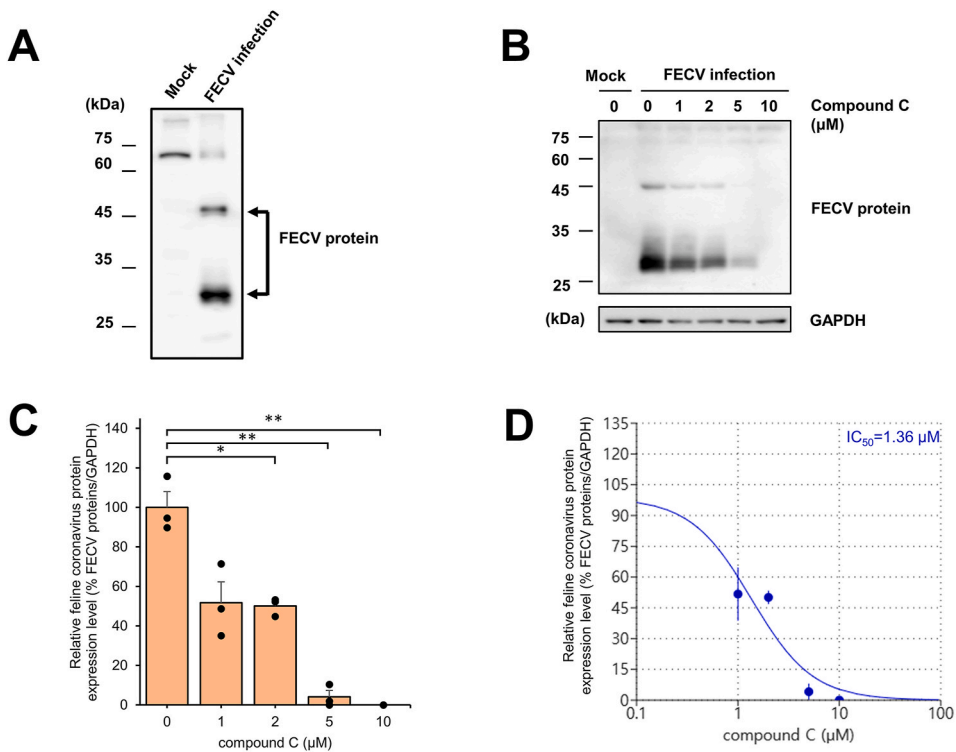 A
Mock
FECV infection
(kDa)
75
60
45
35
25
FECV protein
B
Mock FECV infection
0 0 1 2 5 10 Compound C
(μM)
75
60
45
35
25
FECV protein
(kDa) GAPDH
C
Relative feline coronavirus protein
expression level (% FECV proteins/GAPDH)
140
120
100
80
60
40
20
0
**
**
*
0 1 2 5 10
compound C (μM)
D
Relative feline coronavirus protein
expression level (% FECV proteins/GAPDH)
135
120
105
90
75
60
45
30
15
0
IC50=1.36 μM
0.1 1 10 100
compound C (μM)